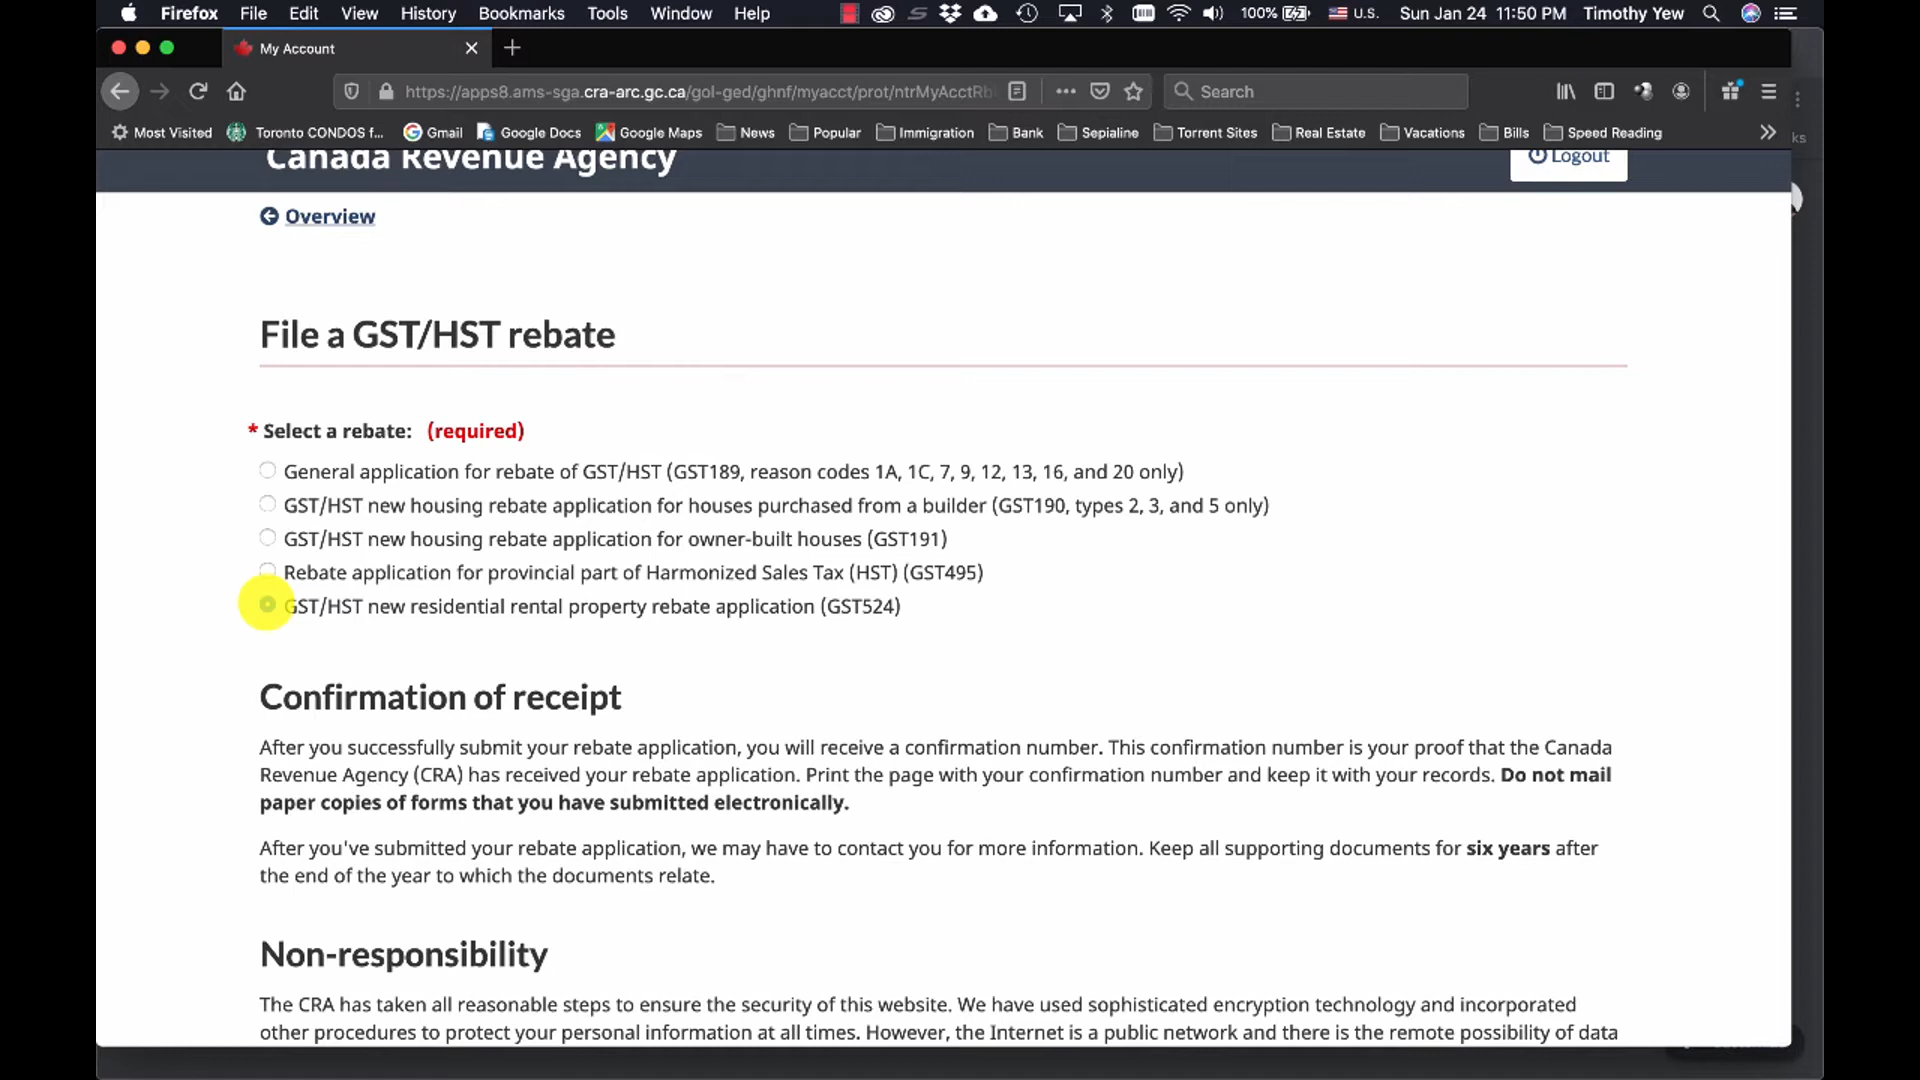 Firefox File Edit View History Bookmarks Tools Window Help 100% U.S. Sun Jan 24 11:50 PM Timothy Yew
My Account
https://apps8.ams-sga.cra-arc.gc.ca/gol-ged/ghnf/myacct/prot/ntrMyAcctRb Search
Most Visited Toronto CONDOS f... Gmail Google Docs Google Maps News Popular Immigration Bank Sepialine Torrent Sites Real Estate Vacations Bills Speed Reading
Canada Revenue Agency Logout
Overview
File a GST/HST rebate
* Select a rebate: (required)
General application for rebate of GST/HST (GST189, reason codes 1A, 1C, 7, 9, 12, 13, 16, and 20 only)
GST/HST new housing rebate application for houses purchased from a builder (GST190, types 2, 3, and 5 only)
GST/HST new housing rebate application for owner-built houses (GST191)
Rebate application for provincial part of Harmonized Sales Tax (HST) (GST495)
GST/HST new residential rental property rebate application (GST524)
Confirmation of receipt
After you successfully submit your rebate application, you will receive a confirmation number. This confirmation number is your proof that the Canada
Revenue Agency (CRA) has received your rebate application. Print the page with your confirmation number and keep it with your records. Do not mail
paper copies of forms that you have submitted electronically.
After you've submitted your rebate application, we may have to contact you for more information. Keep all supporting documents for six years after
the end of the year to which the documents relate.
Non-responsibility
The CRA has taken all reasonable steps to ensure the security of this website. We have used sophisticated encryption technology and incorporated
other procedures to protect your personal information at all times. However, the Internet is a public network and there is the remote possibility of data